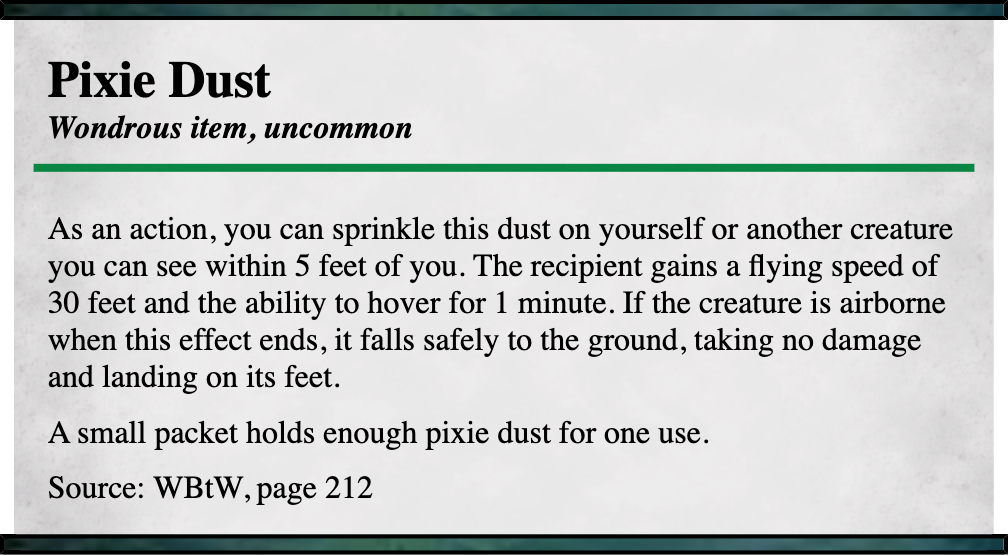 Pixie Dust
Wondrous item, uncommon
As an action, you can sprinkle this dust on yourself or another creature
you can see within 5 feet of you. The recipient gains a flying speed of
30 feet and the ability to hover for 1 minute. If the creature is airborne
when this effect ends, it falls safely to the ground, taking no damage
and landing on its feet.
A small packet holds enough pixie dust for one use.
Source: WBtW, page 212